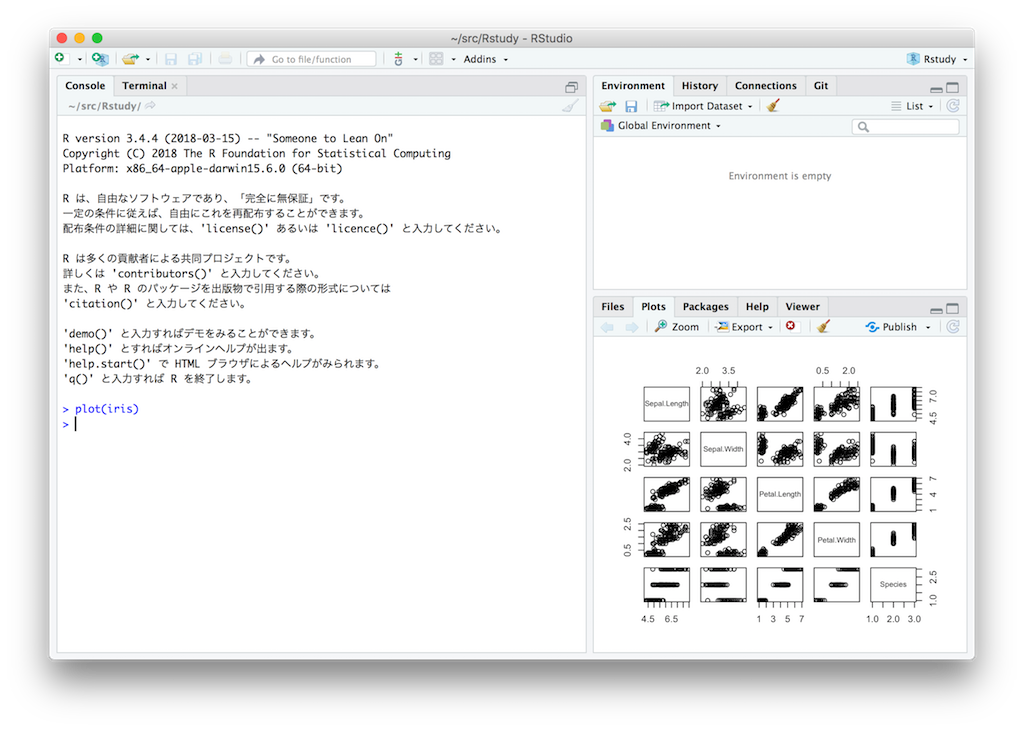 ~/src/Rstudy - RStudio
Go to file/function
Addins
Rstudy
Console Terminal
~/src/Rstudy/
R version 3.4.4 (2018-03-15) -- "Someone to Lean On"
Copyright (C) 2018 The R Foundation for Statistical Computing
Platform: x86_64-apple-darwin15.6.0 (64-bit)
R は、自由なソフトウェアであり、「完全に無保証」です。
一定の条件に従えば、自由にこれを再配布することができます。
配布条件の詳細に関しては、'license()' あるいは 'licence()' と入力してください。
R は多くの貢献者による共同プロジェクトです。
詳しくは 'contributors()' と入力してください。
また、R や R のパッケージを出版物で引用する際の形式については
'citation()' と入力してください。
'demo()' と入力すればデモをみることができます。
'help()' とすればオンラインヘルプが出ます。
'help.start()' で HTML ブラウザによるヘルプがみられます。
'q()' と入力すれば R を終了します。
> plot(iris)
>
Environment History Connections Git
Import Dataset
List
Global Environment
Environment is empty
Files Plots Packages Help Viewer
Zoom Export Publish
2.0 3.5 0.5 2.0
Sepal.Length
4.5 7.0
Sepal.Width
2.0 4.0
Petal.Length
1 4 7
Petal.Width
0.5 2.5
Species
1.0 2.5
4.5 6.5 1 3 5 7 1.0 2.0 3.0